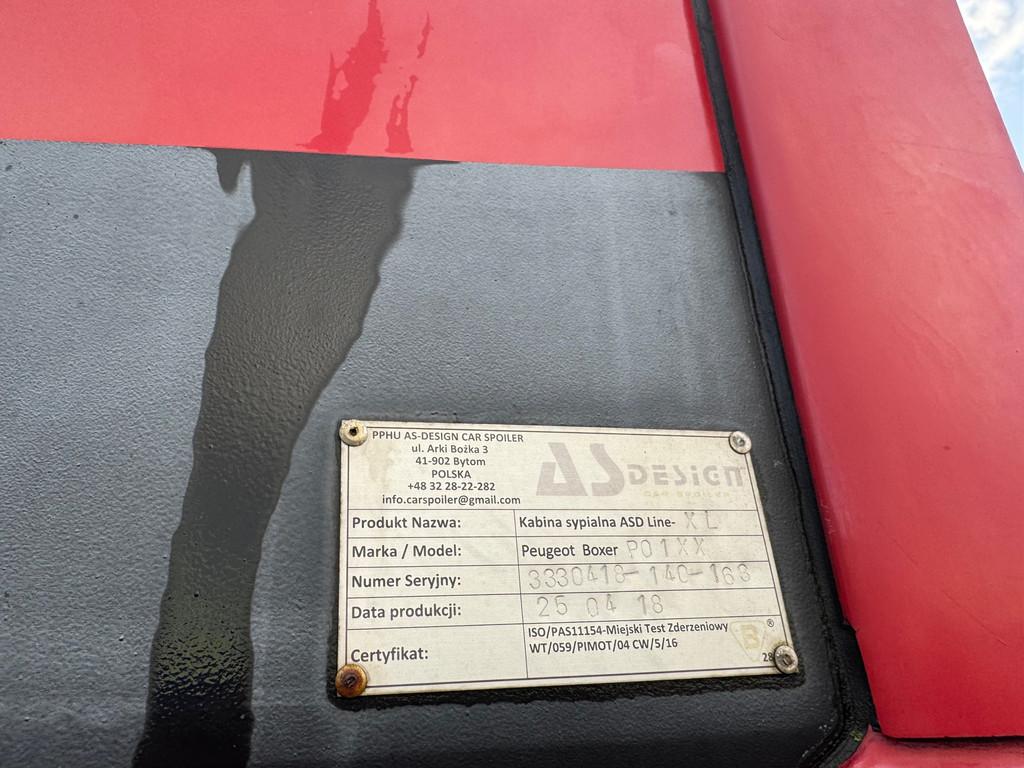 PPHU AS-DESIGN CAR SPOILER
ul. Arki Bożka 3
41-902 Bytom
POLSKA
+48 32 28-22-282
info.carspoiler@gmail.com
AS DESIGN
CAR SPOILER
Produkt Nazwa: Kabina sypialna ASD Line- XL
Marka / Model: Peugeot Boxer P01XX
Numer Seryjny: 3330418-140-163
Data produkcji: 25 04 18
Certyfikat: ISO/PAS11154-Miejski Test Zderzeniowy
WT/059/PIMOT/04 CW/5/16
B ®
28